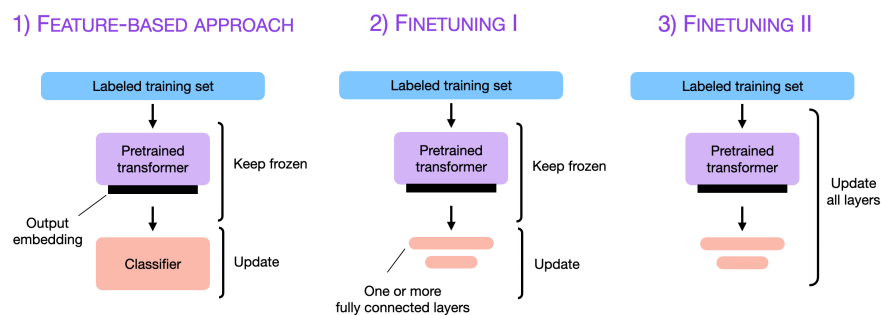 1) FEATURE-BASED APPROACH
Labeled training set
Pretrained
transformer
Keep frozen
Output
embedding
Classifier
Update
2) FINETUNING I
Labeled training set
Pretrained
transformer
Keep frozen
Update
One or more
fully connected layers
3) FINETUNING II
Labeled training set
Pretrained
transformer
Update
all layers